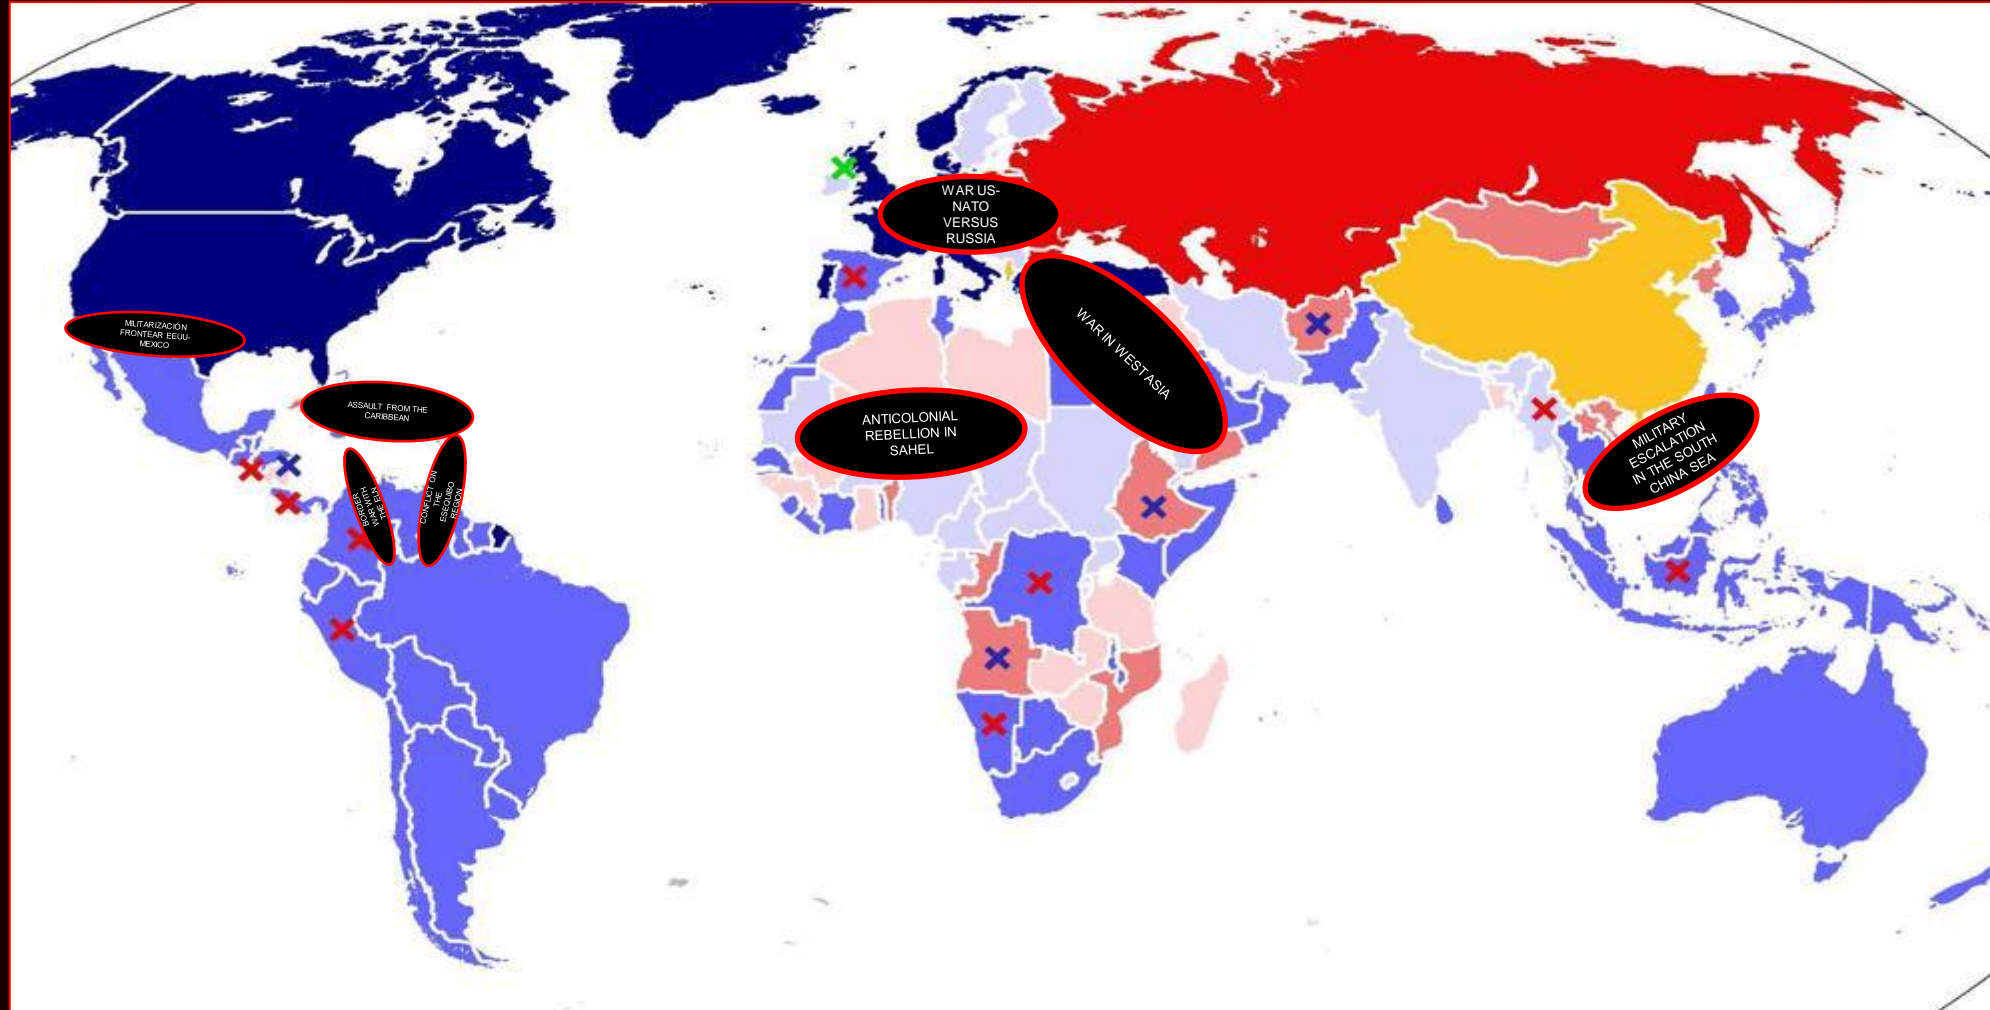 WAR US-
NATO
VERSUS
RUSSIA
MILITARIZACIÓN
FRONTEAR EEUU-
MEXICO
WAR IN WEST ASIA
ASSAULT FROM THE
CARIBBEAN
ANTICOLONIAL
REBELLION IN
SAHEL
MILITARY
ESCALATION
IN THE SOUTH
CHINA SEA
BORDER
WAR WITH
THE ELN
CONFLICT ON
THE
ESEQUIBO
REGION